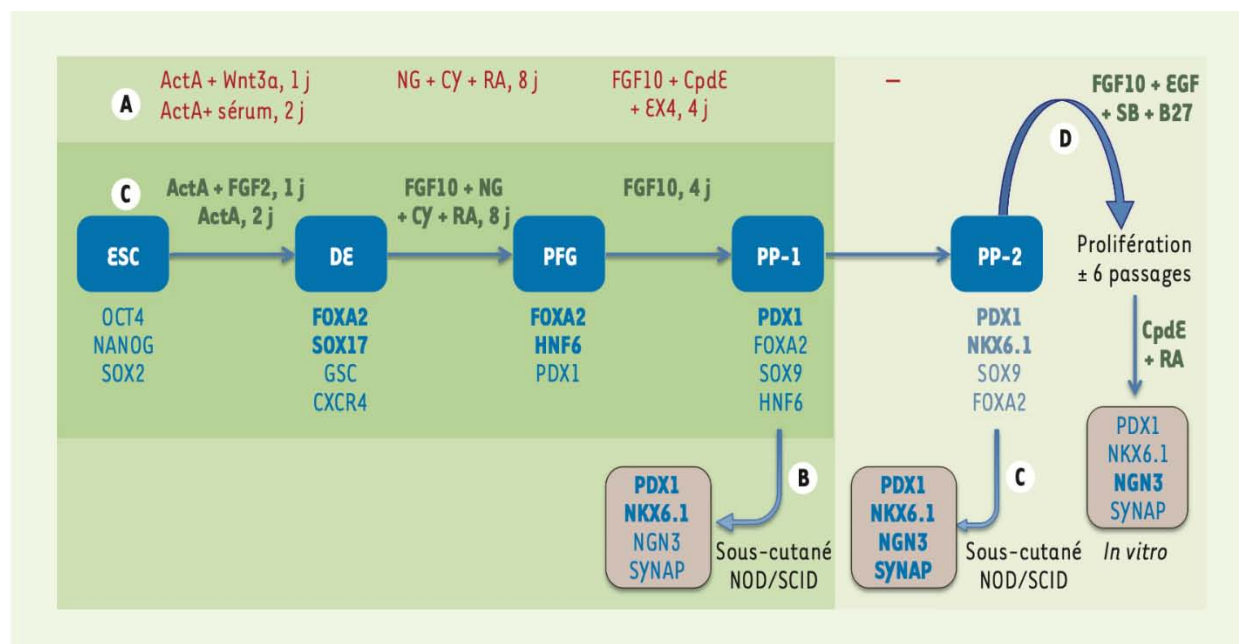 A
ActA + Wnt3a, 1 j
ActA+ sérum, 2 j
NG + Cy + RA, 8 j
FGF10 + CpdE
+ EX4, 4 j
–
FGF10 + EGF
+ SB + B27
D
C
ActA + FGF2, 1 j
ActA, 2 j
FGF10 + NG
+ Cy + RA, 8 j
FGF10, 4 j
ESC
DE
PFG
PP-1
PP-2
Prolifération
± 6 passages
OCT4
NANOG
SOX2
FOXA2
SOX17
GSC
CXCR4
FOXA2
HNF6
PDX1
PDX1
FOXA2
SOX9
HNF6
PDX1
NKX6.1
SOX9
FOXA2
CpdE
+ RA
PDX1
NKX6.1
NGN3
SYNAP
In vitro
B
PDX1
NKX6.1
NGN3
SYNAP
Sous-cutané
NOD/SCID
C
PDX1
NKX6.1
NGN3
SYNAP
Sous-cutané
NOD/SCID